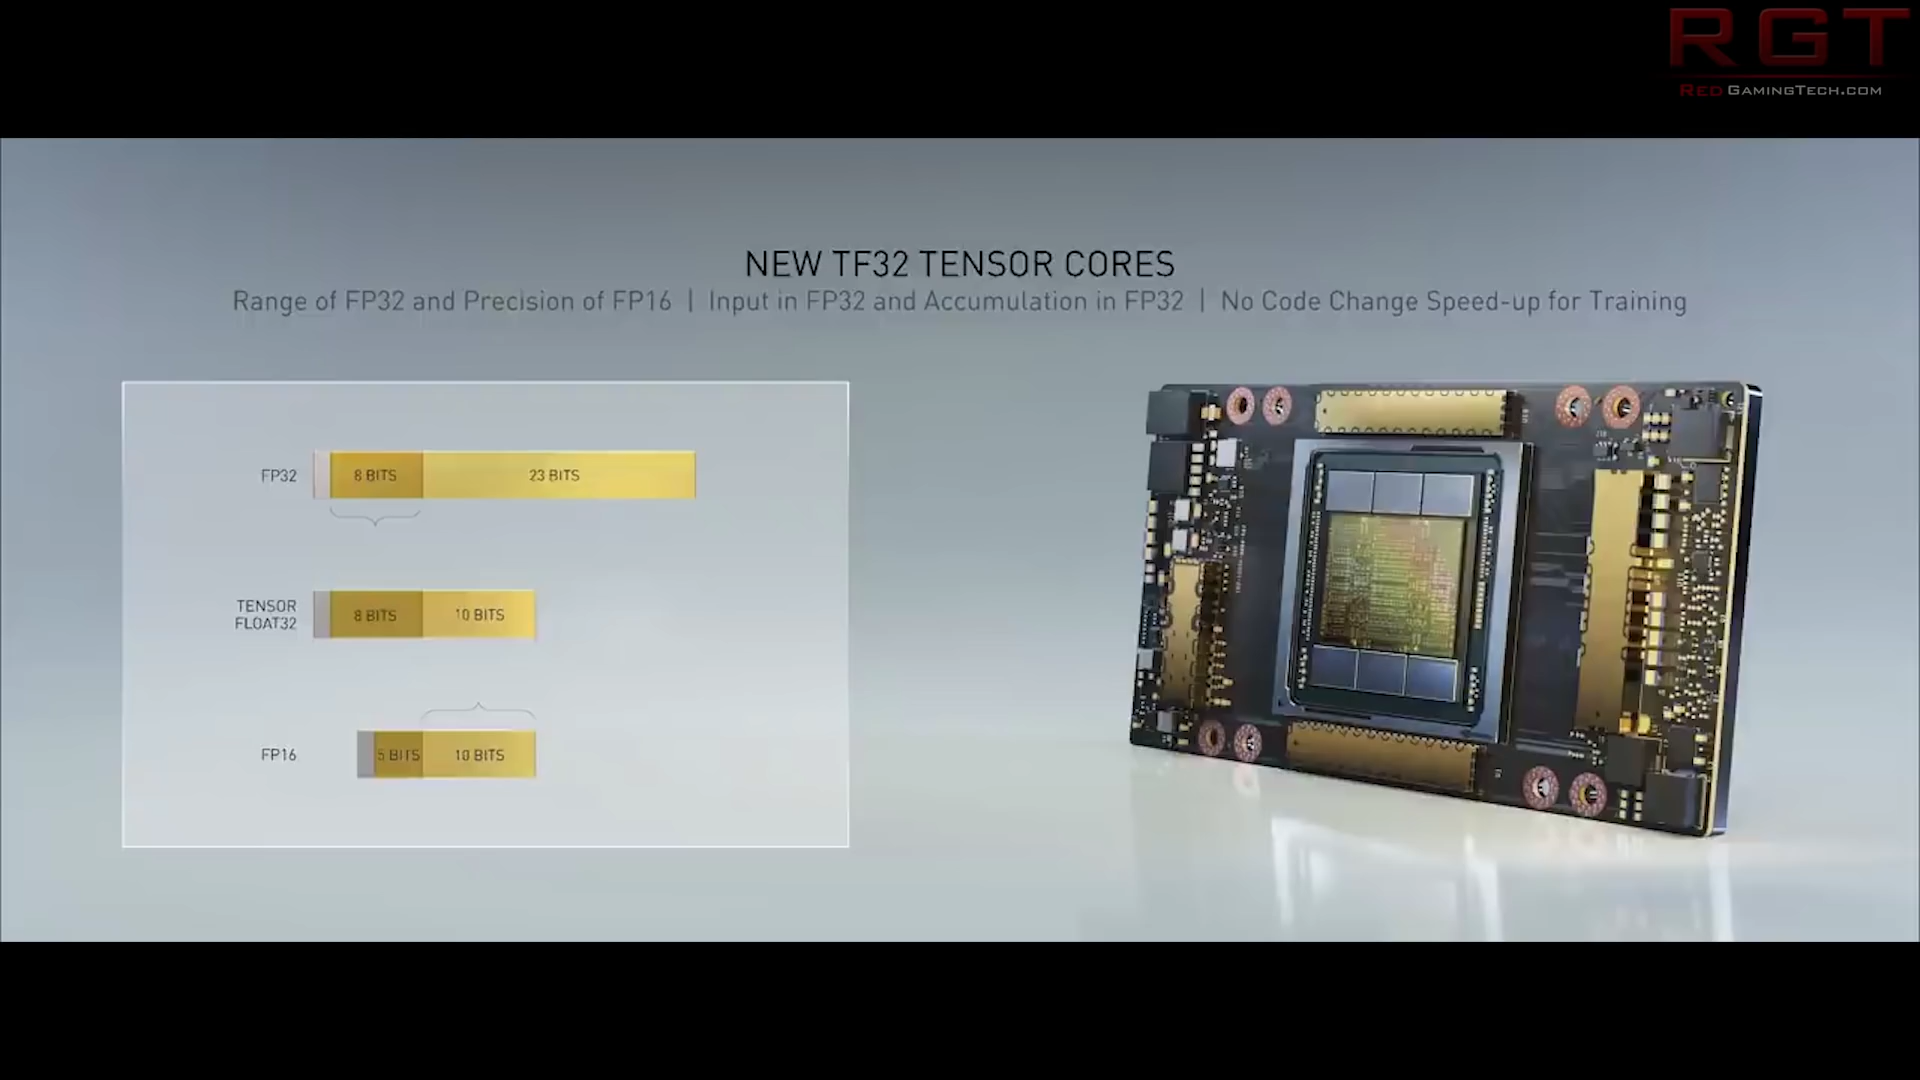 RGT
RedGamingTech.com
NEW TF32 TENSOR CORES
Range of FP32 and Precision of FP16 | Input in FP32 and Accumulation in FP32 | No Code Change Speed-up for Training
FP32 8 BITS 23 BITS
TENSOR
FLOAT32
8 BITS 10 BITS
FP16 5 BITS 10 BITS